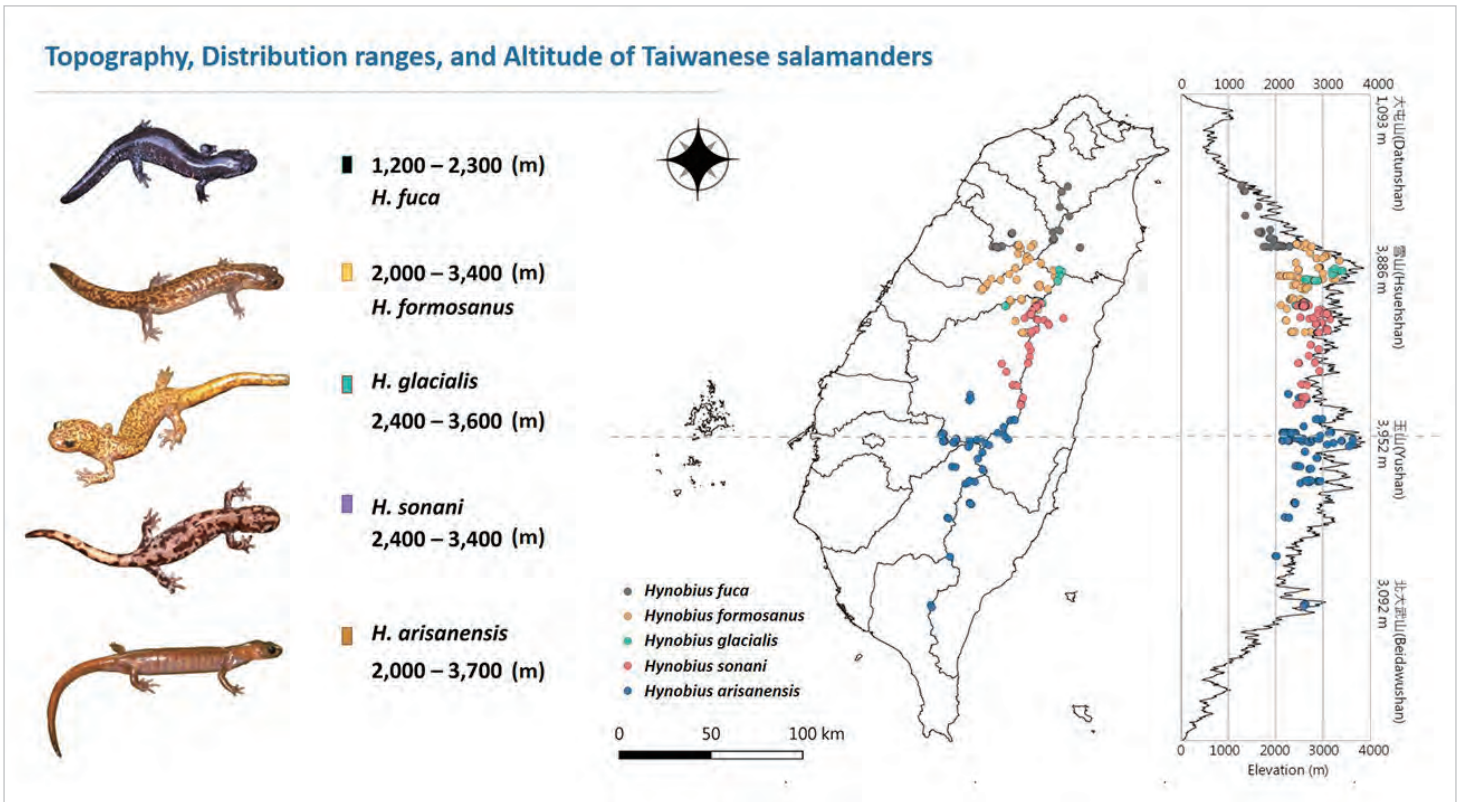 Topography, Distribution ranges, and Altitude of Taiwanese salamanders
1,200 – 2,300 (m)
H. fuca
2,000 – 3,400 (m)
H. formosanus
H. glacialis
2,400 – 3,600 (m)
H. sonani
2,400 – 3,400 (m)
H. arisanensis
2,000 – 3,700 (m)
Hynobius fuca
Hynobius formosanus
Hynobius glacialis
Hynobius sonani
Hynobius arisanensis
0 50 100 km
0 1000 2000 3000 4000
大屯山(Datunshan)
1,093 m
雪山(Hsuehshan)
3,886 m
玉山(Yushan)
3,952 m
北大武山(Beidawushan)
3,092 m
0 1000 2000 3000 4000
Elevation (m)